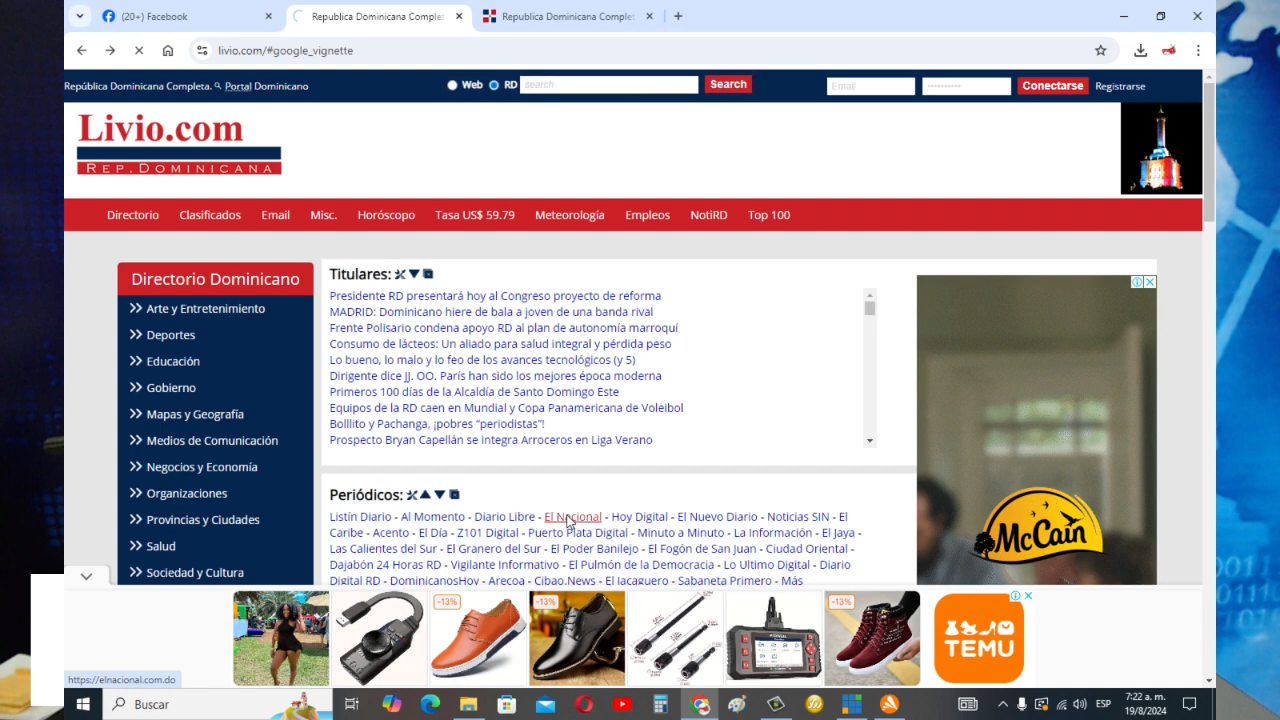 (20+) Facebook
Republica Dominicana Complet
Republica Dominicana Complet
livio.com/#google_vignette
República Dominicana Completa. Portal Dominicano
Web RD search Search
Email Conectarse Registrarse
Livio.com
REP.DOMINICANA
Directorio Clasificados Email Misc. Horóscopo Tasa US$ 59.79 Meteorología Empleos NotiRD Top 100
Directorio Dominicano
Arte y Entretenimiento
Deportes
Educación
Gobierno
Mapas y Geografía
Medios de Comunicación
Negocios y Economía
Organizaciones
Provincias y Ciudades
Salud
Sociedad y Cultura
Titulares:
Presidente RD presentará hoy al Congreso proyecto de reforma
MADRID: Dominicano hiere de bala a joven de una banda rival
Frente Polisario condena apoyo RD al plan de autonomía marroquí
Consumo de lácteos: Un aliado para salud integral y pérdida peso
Lo bueno, lo malo y lo feo de los avances tecnológicos (y 5)
Dirigente dice JJ. OO. París han sido los mejores época moderna
Primeros 100 días de la Alcaldía de Santo Domingo Este
Equipos de la RD caen en Mundial y Copa Panamericana de Voleibol
Bolllito y Pachanga, ¡pobres “periodistas”!
Prospecto Bryan Capellán se integra Arroceros en Liga Verano
Periódicos:
Listín Diario - Al Momento - Diario Libre - El Nacional - Hoy Digital - El Nuevo Diario - Noticias SIN - El
Caribe - Acento - El Día - Z101 Digital - Puerto Plata Digital - Minuto a Minuto - La Información - El Jaya -
Las Calientes del Sur - El Granero del Sur - El Poder Banilejo - El Fogón de San Juan - Ciudad Oriental -
Dajabón 24 Horas RD - Vigilante Informativo - El Pulmón de la Democracia - Lo Ultimo Digital - Diario
Digital RD - DominicanosHoy - Arecoa - Cibao.News - El Jacaguero - Sabaneta Primero - Más
McCain
-13%
-13%
-13%
TEMU
https://elnacional.com.do
Buscar
ESP
7:22 a. m.
19/8/2024